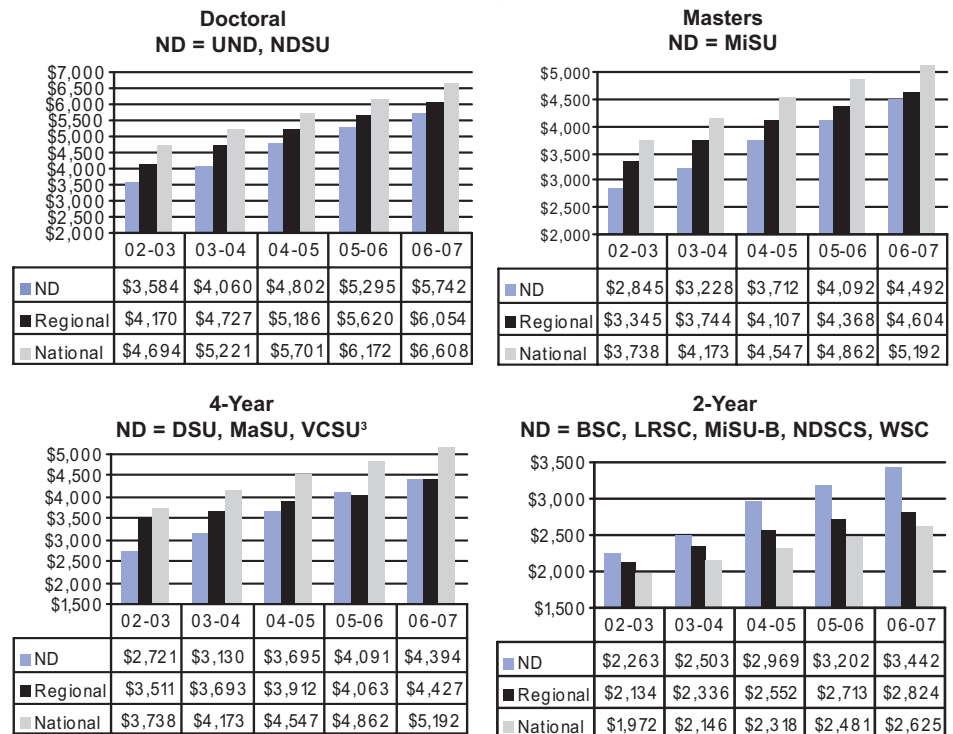 Doctoral
ND = UND, NDSU
$7,000
$6,500
$6,000
$5,500
$5,000
$4,500
$4,000
$3,500
$3,000
$2,500
$2,000
02-03 03-04 04-05 05-06 06-07
ND $3,584 $4,060 $4,802 $5,295 $5,742
Regional $4,170 $4,727 $5,186 $5,620 $6,054
National $4,694 $5,221 $5,701 $6,172 $6,608
Masters
ND = MiSU
$5,000
$4,500
$4,000
$3,500
$3,000
$2,500
$2,000
02-03 03-04 04-05 05-06 06-07
ND $2,845 $3,228 $3,712 $4,092 $4,492
Regional $3,345 $3,744 $4,107 $4,368 $4,604
National $3,738 $4,173 $4,547 $4,862 $5,192
4-Year
ND = DSU, MaSU, VCSU³
$5,000
$4,500
$4,000
$3,500
$3,000
$2,500
$2,000
$1,500
02-03 03-04 04-05 05-06 06-07
ND $2,721 $3,130 $3,695 $4,091 $4,394
Regional $3,511 $3,693 $3,912 $4,063 $4,427
National $3,738 $4,173 $4,547 $4,862 $5,192
2-Year
ND = BSC, LRSC, MiSU-B, NDSCS, WSC
$3,500
$3,000
$2,500
$2,000
$1,500
02-03 03-04 04-05 05-06 06-07
ND $2,263 $2,503 $2,969 $3,202 $3,442
Regional $2,134 $2,336 $2,552 $2,713 $2,824
National $1,972 $2,146 $2,318 $2,481 $2,625